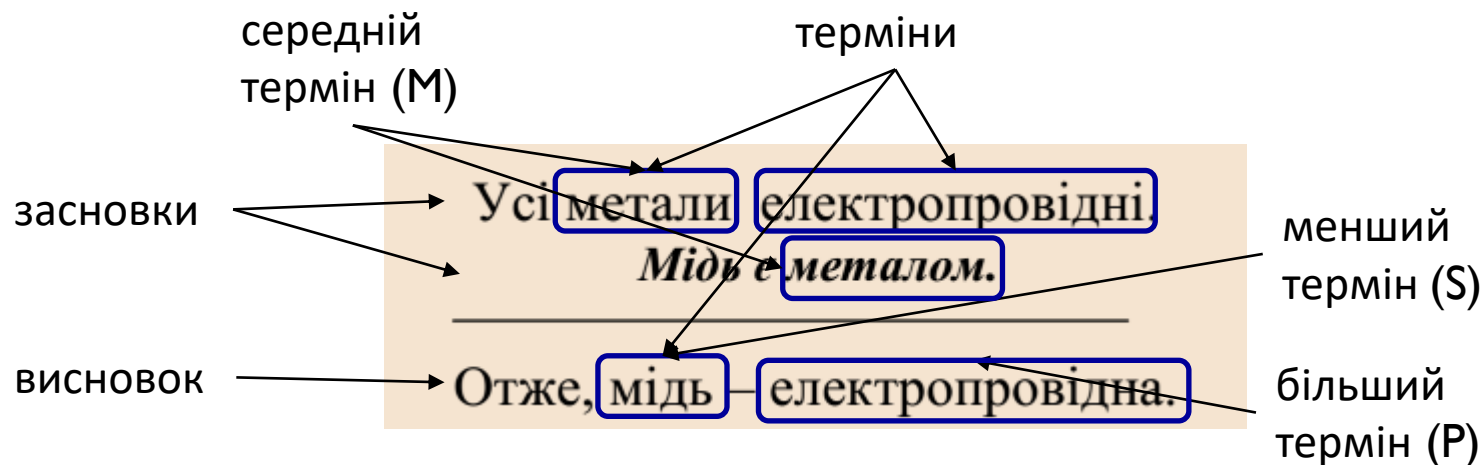 середній
термін (М)
терміни
засновки
Усі метали електропровідні.
Мідь є металом.
менший
термін (S)
висновок
Отже, мідь – електропровідна.
більший
термін (Р)